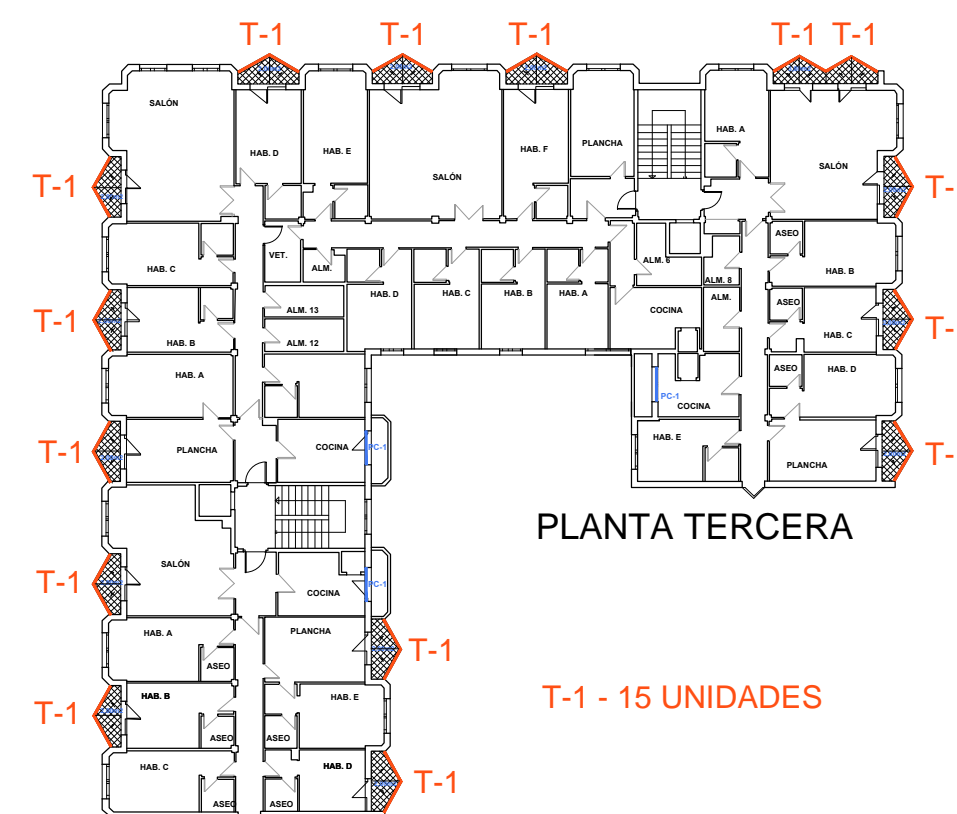 T-1 T-1 T-1 T-1 T-1
SALÓN
HAB. A
HAB. D HAB. E HAB. F PLANCHA
SALÓN
SALÓN
T-1
T-
VET.
ALM.
ALM. 6
ASEO
HAB. C
HAB. B
ALM. 8
HAB. D HAB. C HAB. B HAB. A
ALM.
ASEO
ALM. 13
COCINA
T-1
T-
HAB. B
ALM. 12
HAB. C
HAB. A
ASEO
HAB. D
PC-1
COCINA
T-1
PLANCHA
COCINA
PC-1
HAB. E
PLANCHA
T-
PLANTA TERCERA
SALÓN
T-1
COCINA
PC-1
HAB. A
PLANCHA
ASEO
T-1
HAB. B
HAB. E
T-1 - 15 UNIDADES
T-1
ASEO
ASEO
HAB. C
HAB. D
T-1
ASEO
ASEO